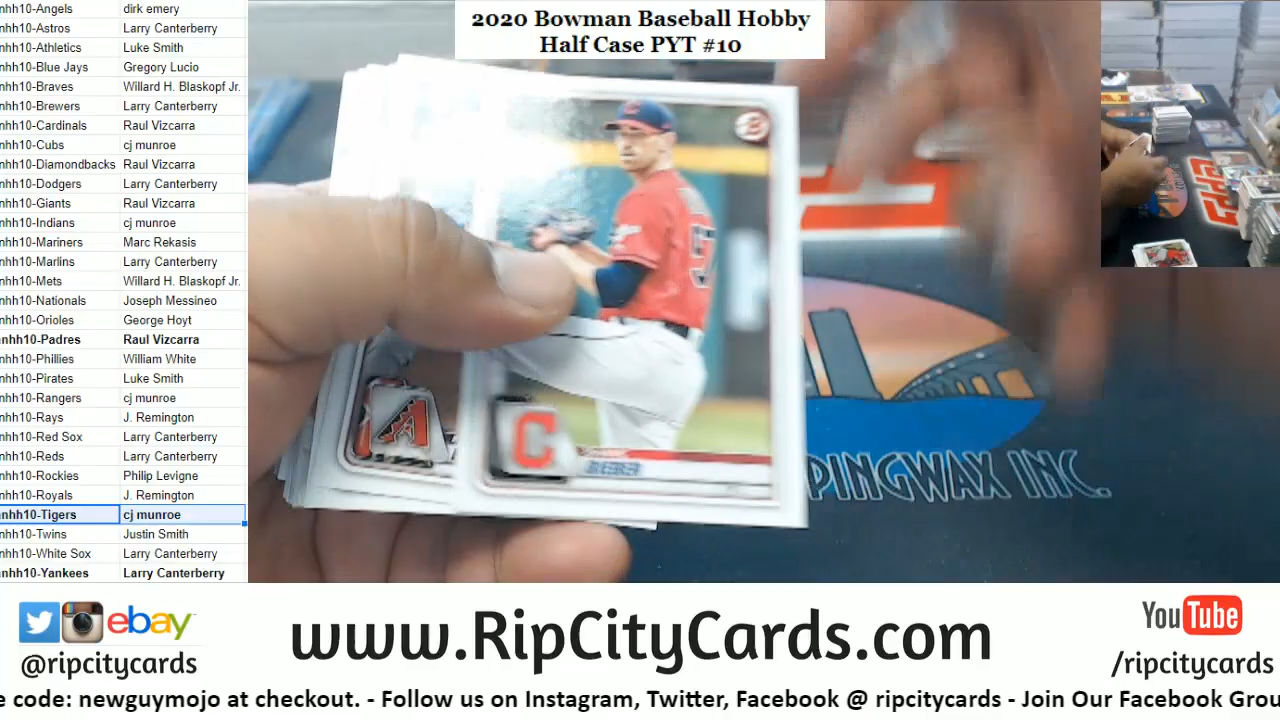 nhh10-Angels dirk emery
nhh10-Astros Larry Canterberry
nhh10-Athletics Luke Smith
nhh10-Blue Jays Gregory Lucio
nhh10-Braves Willard H. Blaskopf Jr.
nhh10-Brewers Larry Canterberry
nhh10-Cardinals Raul Vizcarra
nhh10-Cubs cj munroe
nhh10-Diamondbacks Raul Vizcarra
nhh10-Dodgers Larry Canterberry
nhh10-Giants Raul Vizcarra
nhh10-Indians cj munroe
nhh10-Mariners Marc Rekasis
nhh10-Marlins Larry Canterberry
nhh10-Mets Willard H. Blaskopf Jr.
nhh10-Nationals Joseph Messineo
nhh10-Orioles George Hoyt
nhh10-Padres Raul Vizcarra
nhh10-Phillies William White
nhh10-Pirates Luke Smith
nhh10-Rangers cj munroe
nhh10-Rays J. Remington
nhh10-Red Sox Larry Canterberry
nhh10-Reds Larry Canterberry
nhh10-Rockies Philip Levigne
nhh10-Royals J. Remington
nhh10-Tigers cj munroe
nhh10-Twins Justin Smith
nhh10-White Sox Larry Canterberry
nhh10-Yankees Larry Canterberry
2020 Bowman Baseball Hobby
Half Case PYT #10
C
A
PINGWAX INC.
ebay
@ripcitycards
www.RipCityCards.com
YouTube
/ripcitycards
e code: newguymojo at checkout. - Follow us on Instagram, Twitter, Facebook @ ripcitycards - Join Our Facebook Grou